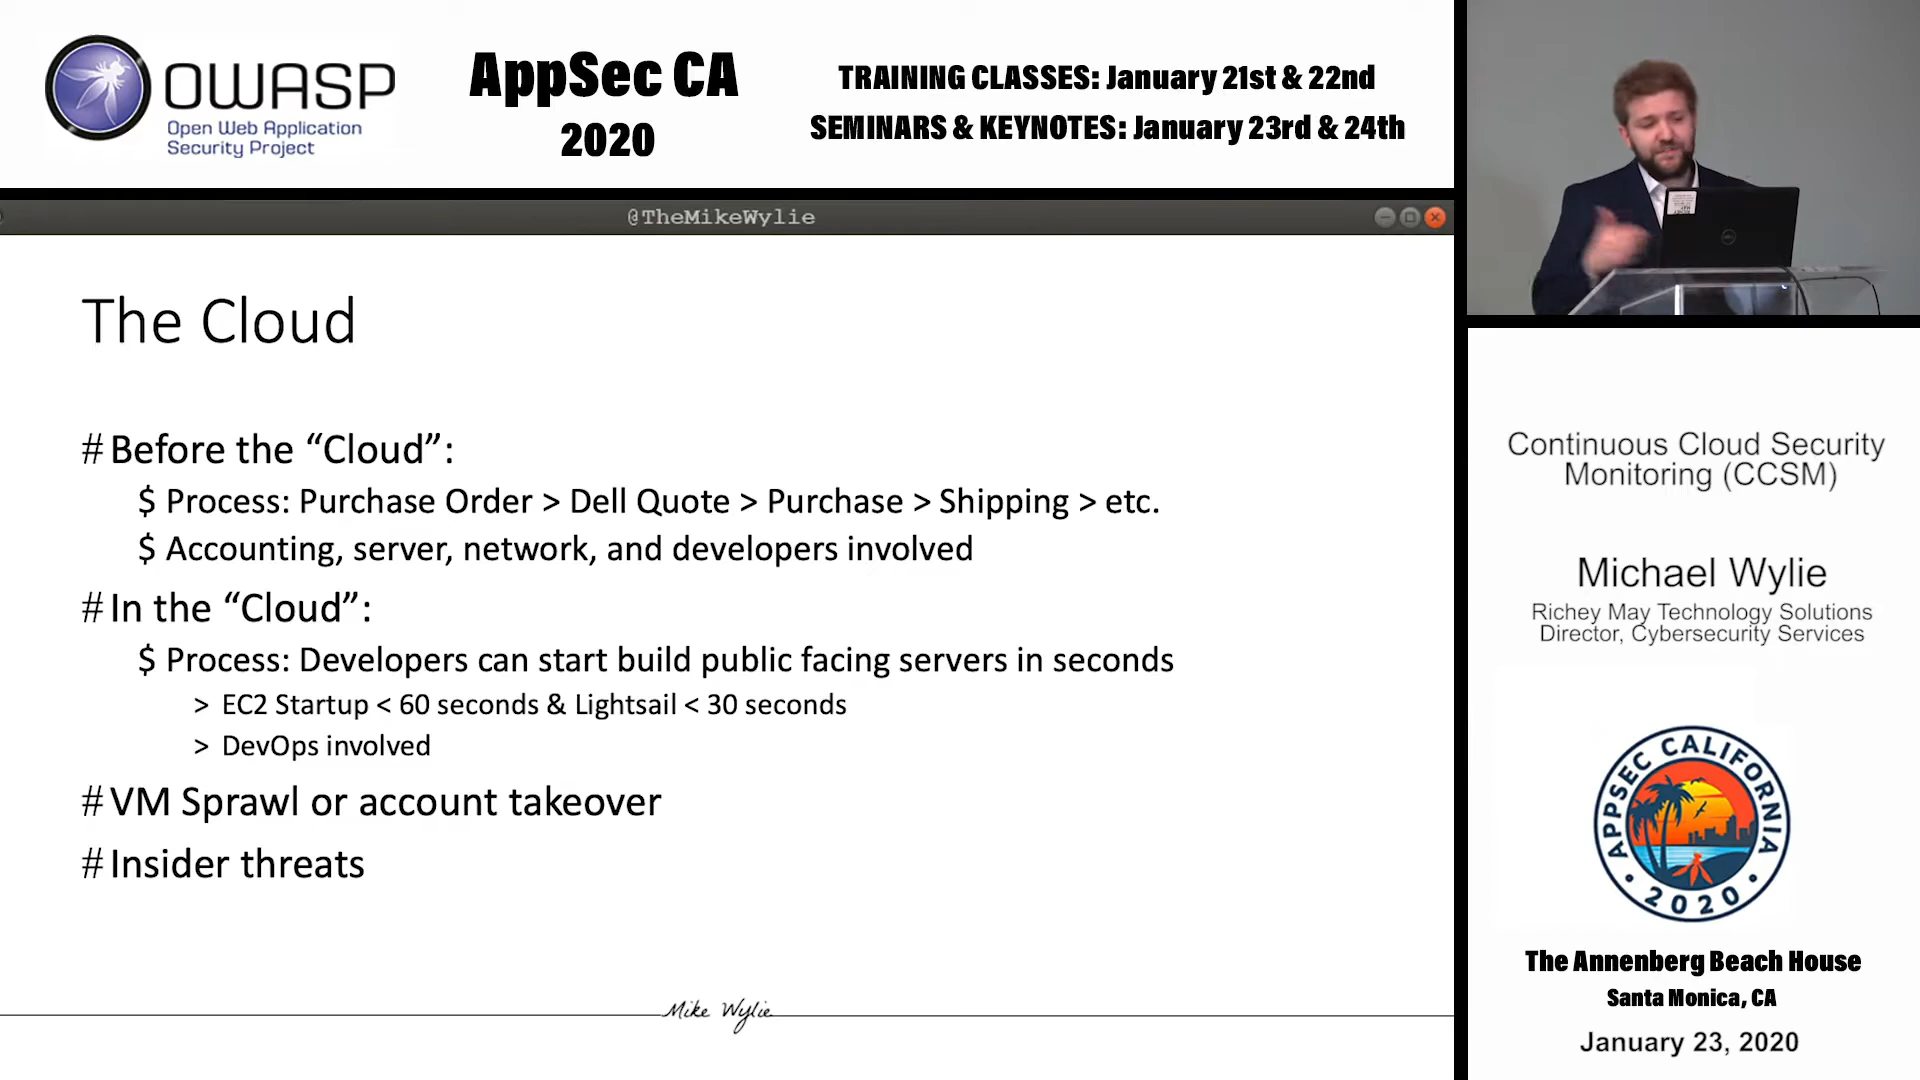 OWASP
Open Web Application
Security Project
AppSec CA
2020
TRAINING CLASSES: January 21st & 22nd
SEMINARS & KEYNOTES: January 23rd & 24th
@TheMikeWylie
The Cloud
# Before the “Cloud”:
$ Process: Purchase Order > Dell Quote > Purchase > Shipping > etc.
$ Accounting, server, network, and developers involved
# In the “Cloud”:
$ Process: Developers can start build public facing servers in seconds
> EC2 Startup < 60 seconds & Lightsail < 30 seconds
> DevOps involved
# VM Sprawl or account takeover
# Insider threats
Mike Wylie
Continuous Cloud Security
Monitoring (CCSM)
Michael Wylie
Richey May Technology Solutions
Director, Cybersecurity Services
APPSEC CALIFORNIA
• 2020 •
The Annenberg Beach House
Santa Monica, CA
January 23, 2020